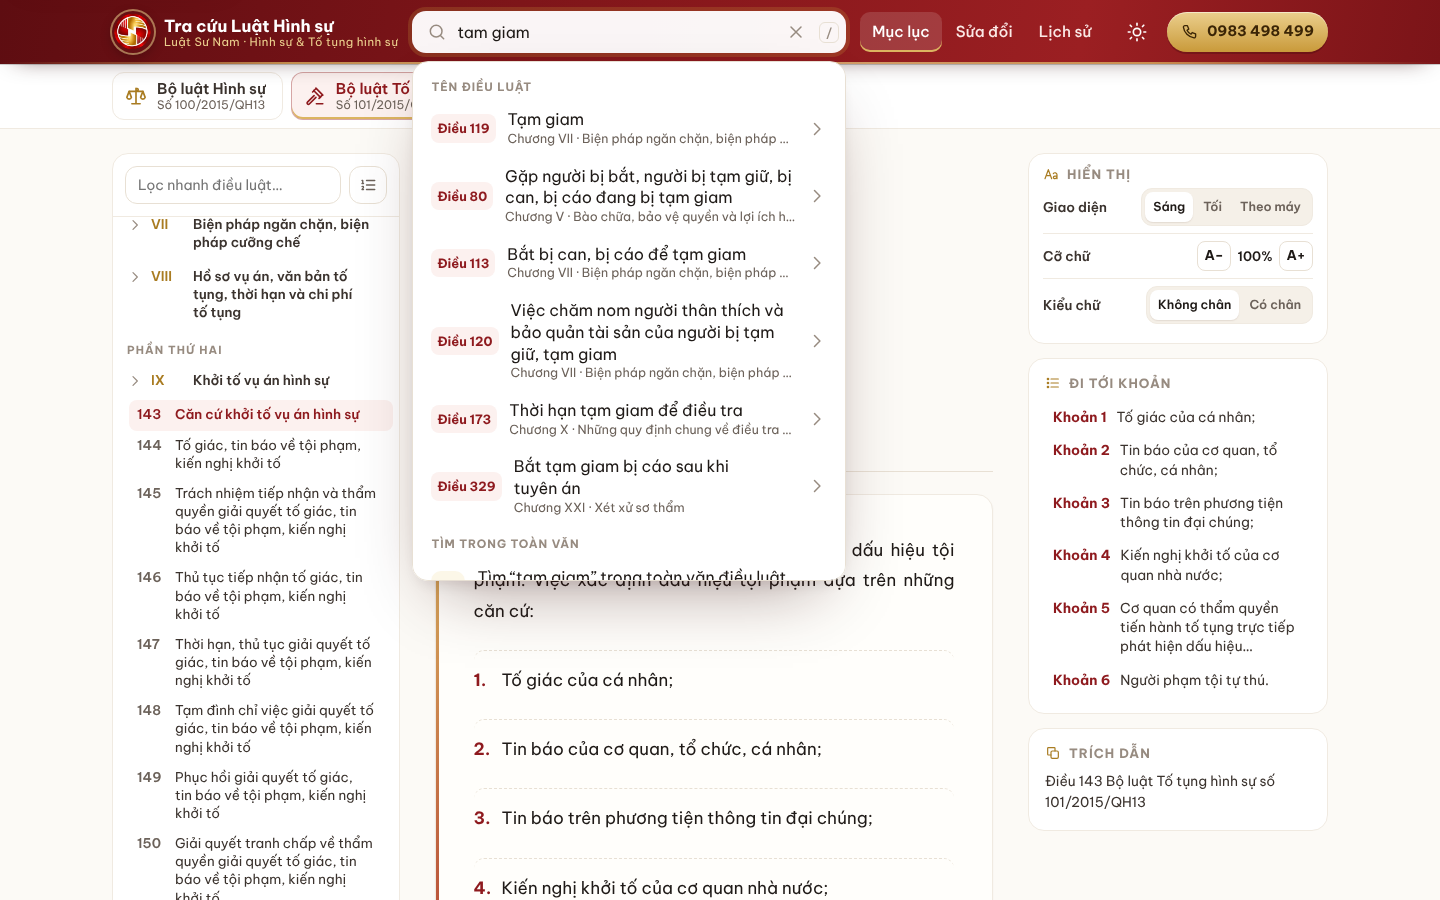 Tra cứu Luật Hình sự
Luật Sư Nam · Hình sự & Tố tụng hình sự
tam giam
/
Mục lục
Sửa đổi
Lịch sử
0983 498 499
Bộ luật Hình sự
Số 100/2015/QH13
Bộ luật Tố
Số 101/2015/
Lọc nhanh điều luật...
VII Biện pháp ngăn chặn, biện
pháp cưỡng chế
VIII Hồ sơ vụ án, văn bản tố
tụng, thời hạn và chi phí
tố tụng
PHẦN THỨ HAI
IX Khởi tố vụ án hình sự
143 Căn cứ khởi tố vụ án hình sự
144 Tố giác, tin báo về tội phạm,
kiến nghị khởi tố
145 Trách nhiệm tiếp nhận và thẩm
quyền giải quyết tố giác, tin
báo về tội phạm, kiến nghị
khởi tố
146 Thủ tục tiếp nhận tố giác, tin
báo về tội phạm, kiến nghị
khởi tố
147 Thời hạn, thủ tục giải quyết tố
giác, tin báo về tội phạm, kiến
nghị khởi tố
148 Tạm đình chỉ việc giải quyết tố
giác, tin báo về tội phạm, kiến
nghị khởi tố
149 Phục hồi giải quyết tố giác,
tin báo về tội phạm, kiến nghị
khởi tố
150 Giải quyết tranh chấp về thẩm
quyền giải quyết tố giác, tin
báo về tội phạm, kiến nghị
khởi tố
TÊN ĐIỀU LUẬT
Điều 119 Tạm giam
Chương VII · Biện pháp ngăn chặn, biện pháp ...
Điều 80 Gặp người bị bắt, người bị tạm giữ, bị
can, bị cáo đang bị tạm giam
Chương V · Bào chữa, bảo vệ quyền và lợi ích h...
Điều 113 Bắt bị can, bị cáo để tạm giam
Chương VII · Biện pháp ngăn chặn, biện pháp ...
Điều 120 Việc chăm nom người thân thích và
bảo quản tài sản của người bị tạm
giữ, tạm giam
Chương VII · Biện pháp ngăn chặn, biện pháp ...
Điều 173 Thời hạn tạm giam để điều tra
Chương X · Những quy định chung về điều tra ...
Điều 329 Bắt tạm giam bị cáo sau khi
tuyên án
Chương XXI · Xét xử sơ thẩm
TÌM TRONG TOÀN VĂN
Tìm “tam giam” trong toàn văn điều luật
dấu hiệu tội
phạm. Việc xác định dấu hiệu tội phạm dựa trên những
căn cứ:
1. Tố giác của cá nhân;
2. Tin báo của cơ quan, tổ chức, cá nhân;
3. Tin báo trên phương tiện thông tin đại chúng;
4. Kiến nghị khởi tố của cơ quan nhà nước;
Aa HIỂN THỊ
Giao diện Sáng Tối Theo máy
Cỡ chữ A− 100% A+
Kiểu chữ Không chân Có chân
ĐI TỚI KHOẢN
Khoản 1 Tố giác của cá nhân;
Khoản 2 Tin báo của cơ quan, tổ
chức, cá nhân;
Khoản 3 Tin báo trên phương tiện
thông tin đại chúng;
Khoản 4 Kiến nghị khởi tố của cơ
quan nhà nước;
Khoản 5 Cơ quan có thẩm quyền
tiến hành tố tụng trực tiếp
phát hiện dấu hiệu...
Khoản 6 Người phạm tội tự thú.
TRÍCH DẪN
Điều 143 Bộ luật Tố tụng hình sự số
101/2015/QH13